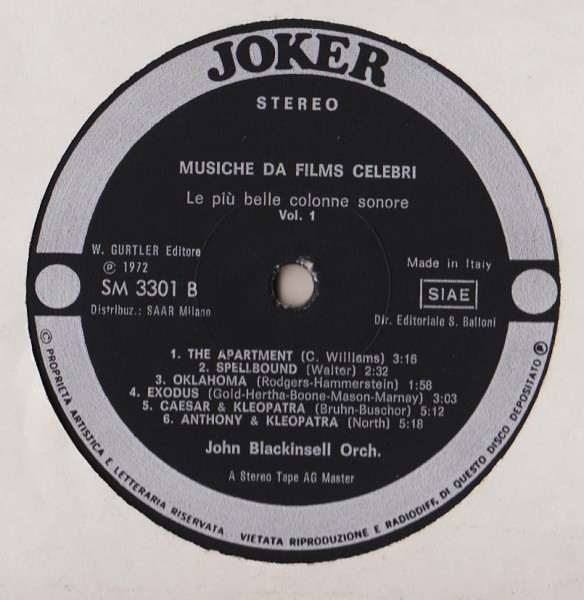 JOKER
STEREO
MUSICHE DA FILMS CELEBRI
Le più belle colonne sonore
Vol. 1
W. GURTLER Editore
Ⓟ 1972
SM 3301 B
Distribuz.: SAAR Milano
Made in Italy
SIAE
Dir. Editoriale S. Balloni
1. THE APARTMENT (C. Williams) 3:16
2. SPELLBOUND (Walter) 2:32
3. OKLAHOMA (Rodgers-Hammerstein) 1:58
4. EXODUS (Gold-Hertha-Boone-Mason-Marnay) 3:03
5. CAESAR & KLEOPATRA (Bruhn-Buschor) 5:12
6. ANTHONY & KLEOPATRA (North) 5:18
John Blackinsell Orch.
A Stereo Tape AG Master
© PROPRIETA ARTISTICA E LETTERARIA RISERVATA - VIETATA RIPRODUZIONE E RADIODIFF. DI QUESTO DISCO DEPOSITATO Ⓟ